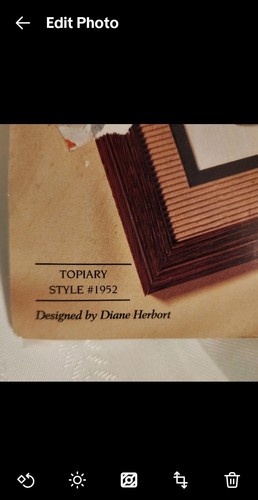 Edit Photo
TOPIARY
STYLE #1952
Designed by Diane Herbort